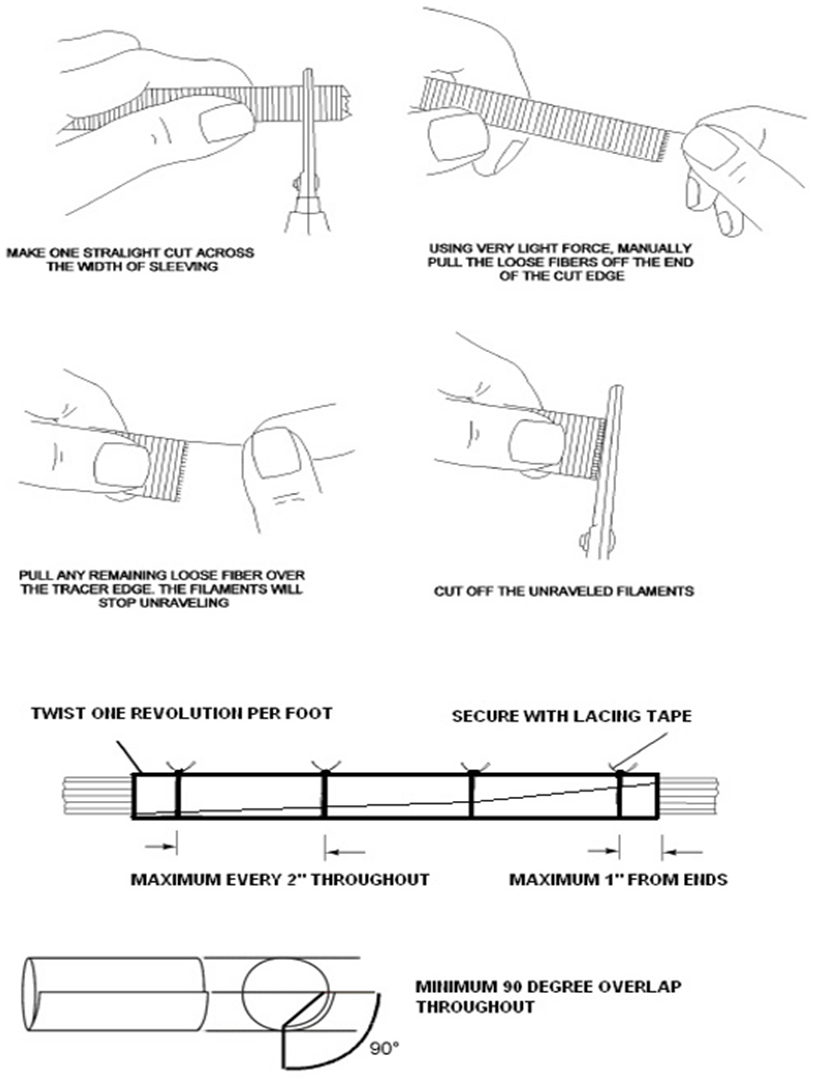 MAKE ONE STRALIGHT CUT ACROSS
THE WIDTH OF SLEEVING
USING VERY LIGHT FORCE, MANUALLY
PULL THE LOOSE FIBERS OFF THE END
OF THE CUT EDGE
PULL ANY REMAINING LOOSE FIBER OVER
THE TRACER EDGE. THE FILAMENTS WILL
STOP UNRAVELING
CUT OFF THE UNRAVELED FILAMENTS
TWIST ONE REVOLUTION PER FOOT
SECURE WITH LACING TAPE
MAXIMUM EVERY 2" THROUGHOUT
MAXIMUM 1" FROM ENDS
MINIMUM 90 DEGREE OVERLAP
THROUGHOUT
90°